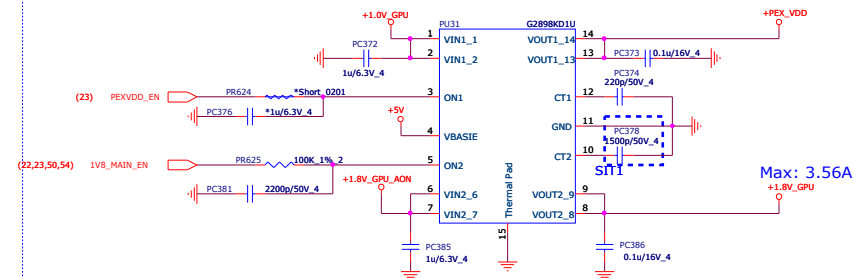 +1.0V_GPU
PU31
G2898KD1U
+PEX_VDD
1
VIN1_1
VOUT1_14
14
PC372
2
VIN1_2
VOUT1_13
13
PC373
0.1u/16V_4
1u/6.3V_4
PC374
220p/50V_4
(23)
PEXVDD_EN
PR624
*Short_0201
3
ON1
CT1
12
PC376
*1u/6.3V_4
+5V
GND
11
PC378
4
VBASIE
1500p/50V_4
(22,23,50,54)
1V8_MAIN_EN
PR625
100K_1%_2
5
ON2
CT2
10
Max: 3.56A
+1.8V_GPU_AON
+1.8V_GPU
PC381
2200p/50V_4
6
VIN2_6
VOUT2_9
9
7
VIN2_7
VOUT2_8
8
Thermal Pad
15
PC385
1u/6.3V_4
PC386
0.1u/16V_4